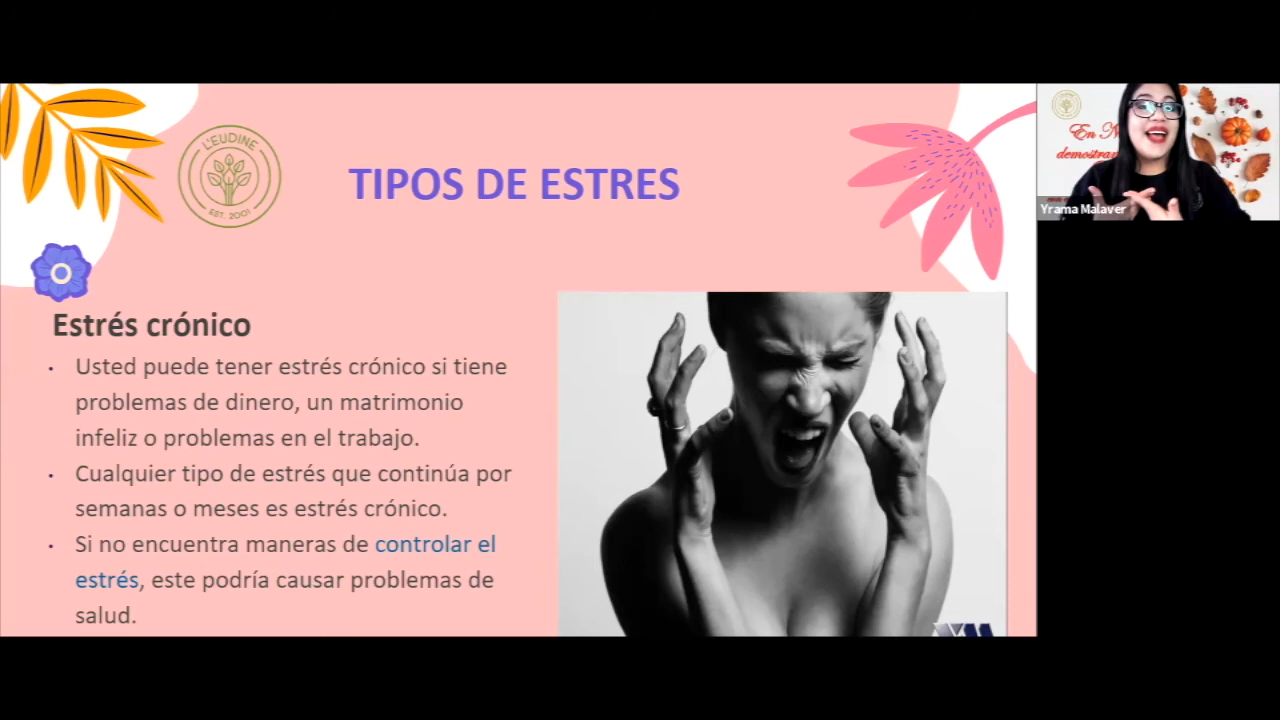 L'EUDINE
EST. 2001
TIPOS DE ESTRES
Estrés crónico
• Usted puede tener estrés crónico si tiene
problemas de dinero, un matrimonio
infeliz o problemas en el trabajo.
• Cualquier tipo de estrés que continúa por
semanas o meses es estrés crónico.
• Si no encuentra maneras de controlar el
estrés, este podría causar problemas de
salud.
En
Yrama Malaver